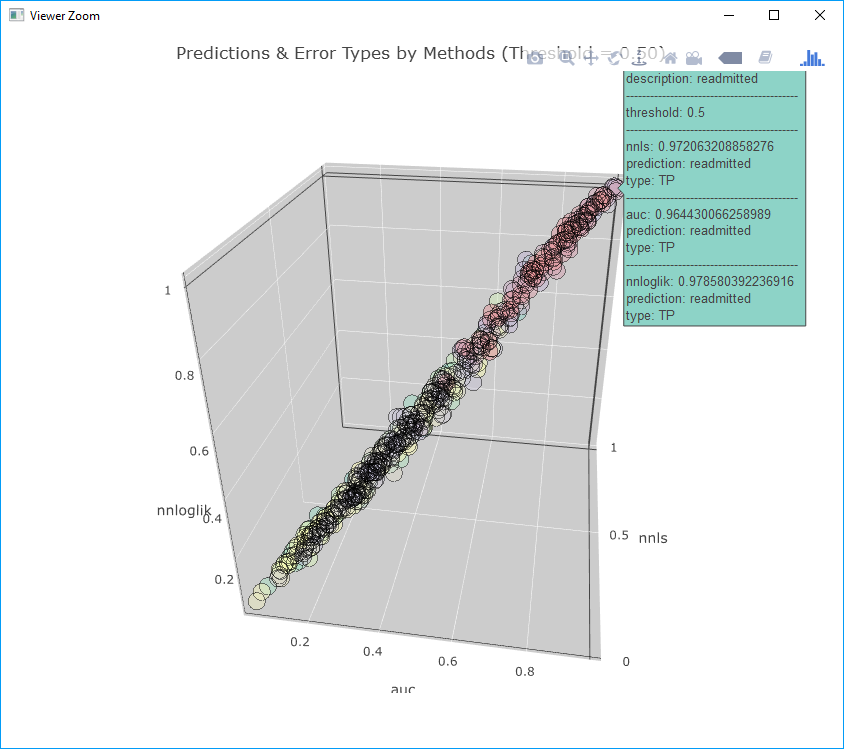 Viewer Zoom
Predictions & Error Types by Methods (Threshold = 0.50)
description: readmitted
threshold: 0.5
nnls: 0.972063208858276
prediction: readmitted
type: TP
auc: 0.964430066258989
prediction: readmitted
type: TP
nnloglik: 0.978580392236916
prediction: readmitted
type: TP
1
0.8
0.6
nnloglik
0.4
0.2
1
0.5
nnls
0
0.2
0.4
0.6
0.8
auc